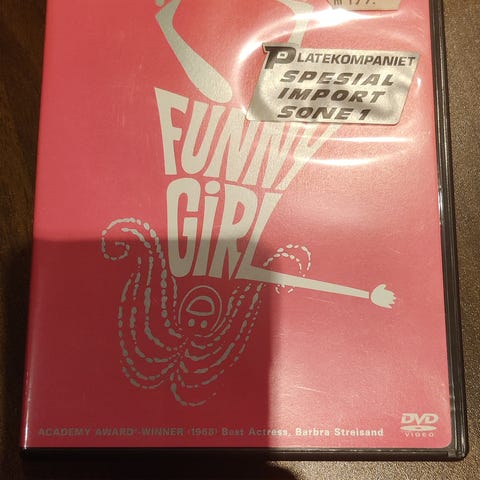 PLATEKOMPANIET
SPESIAL
IMPORT
SONE 1
FUNNY
GiRL
ACADEMY AWARD®-WINNER (1968) Best Actress, Barbra Streisand
DVD
VIDEO